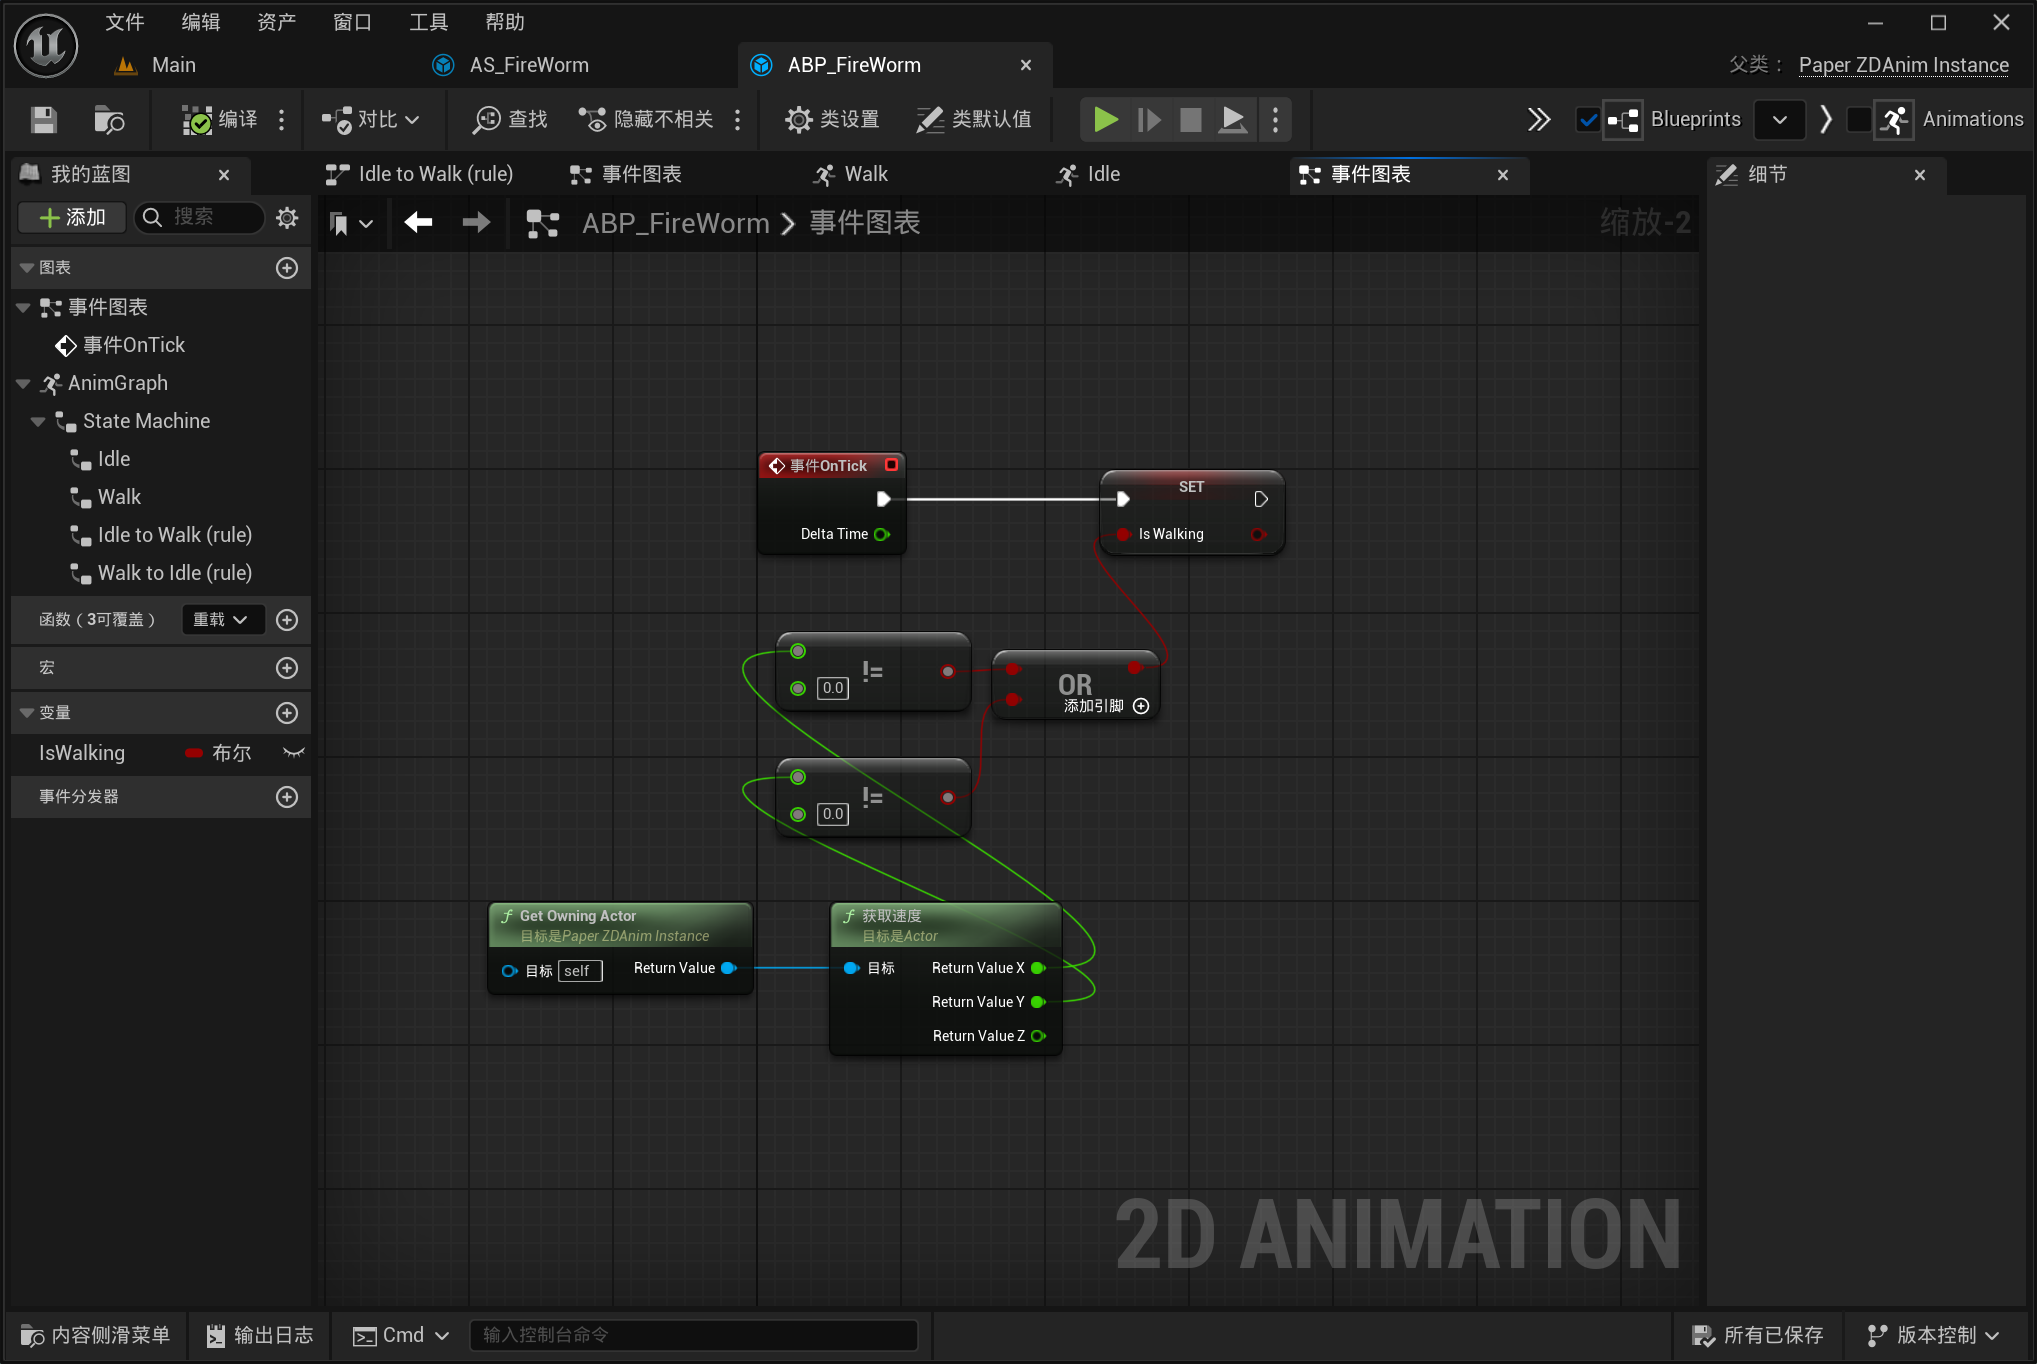 文件 编辑 资产 窗口 工具 帮助
Main AS_FireWorm ABP_FireWorm 父类： Paper ZDAnim Instance
编译 对比 查找 隐藏不相关 类设置 类默认值 Blueprints Animations
我的蓝图 Idle to Walk (rule) 事件图表 Walk Idle 事件图表 细节
添加 搜索 ABP_FireWorm 事件图表 缩放-2
图表
事件图表
事件OnTick
AnimGraph
State Machine
Idle
Walk
Idle to Walk (rule)
Walk to Idle (rule)
函数（3可覆盖） 重载
宏
变量
IsWalking 布尔
事件分发器
事件OnTick
Delta Time
SET
Is Walking
!=
0.0
OR
添加引脚
!=
0.0
Get Owning Actor
目标是Paper ZDAnim Instance
目标 self Return Value
获取速度
目标是Actor
目标 Return Value X
Return Value Y
Return Value Z
2D ANIMATION
内容侧滑菜单 输出日志 Cmd 输入控制台命令 所有已保存 版本控制